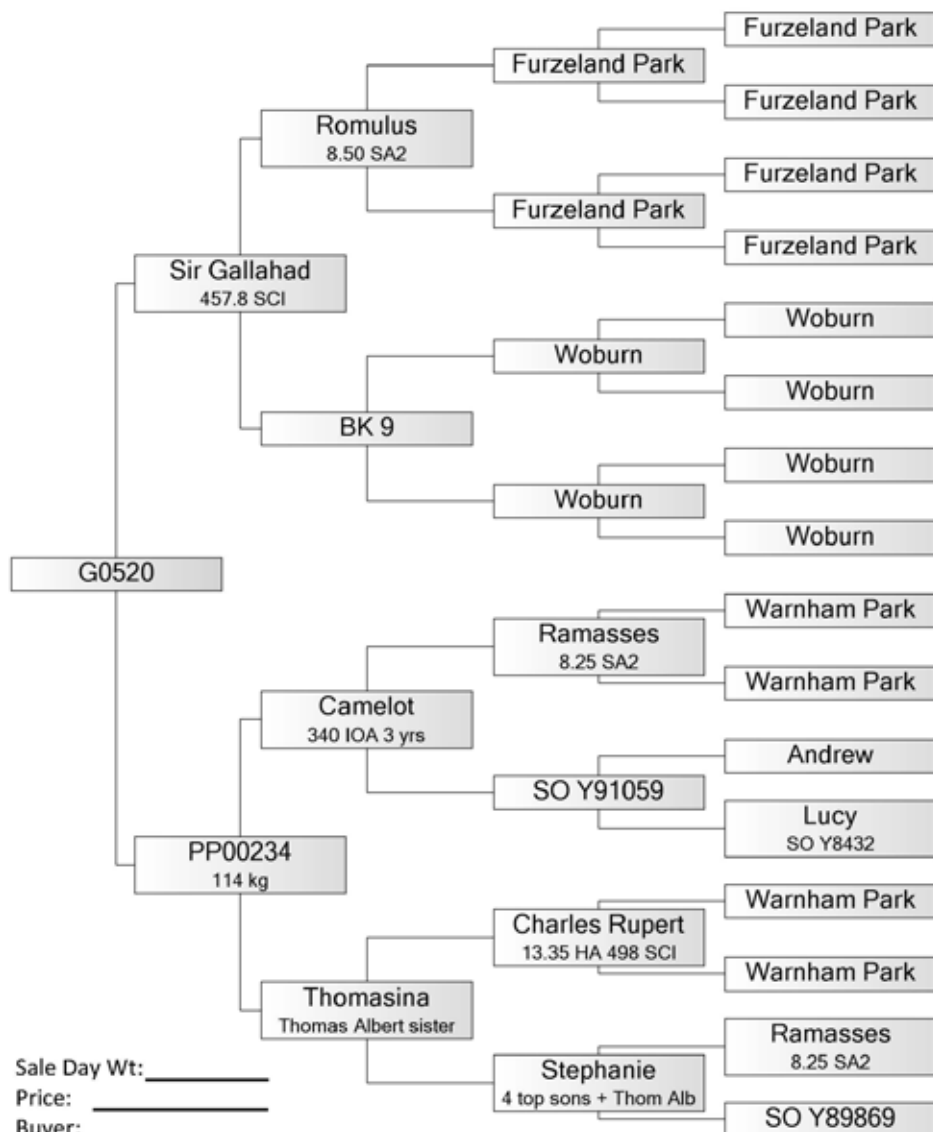 Furzeland Park
Furzeland Park
Furzeland Park
Romulus
8.50 SA2
Furzeland Park
Furzeland Park
Furzeland Park
Sir Gallahad
457.8 SCI
Woburn
Woburn
Woburn
BK 9
Woburn
Woburn
Woburn
G0520
Warnham Park
Ramasses
8.25 SA2
Warnham Park
Camelot
340 IOA 3 yrs
Andrew
SO Y91059
Lucy
SO Y8432
PP00234
114 kg
Warnham Park
Charles Rupert
13.35 HA 498 SCI
Warnham Park
Thomasina
Thomas Albert sister
Ramasses
8.25 SA2
Stephanie
4 top sons + Thom Alb
SO Y89869
Sale Day Wt:
Price:
Buyer: